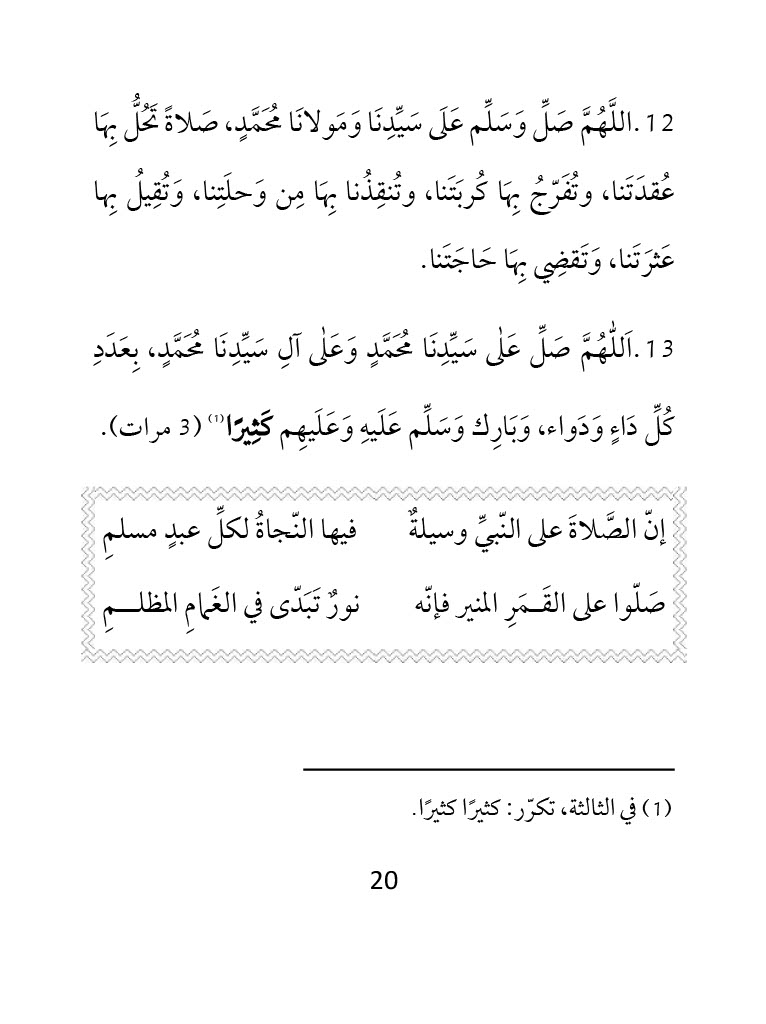 12.اللَّهُمَّ صَلِّ وَسَلِّم عَلَى سَيِّدِنَا وَمَولانَا مُحَمَّدٍ، صَلاةً تَحُلُّ بِهَا
عُقدَتَنا، وتُفَرّجُ بِهَا كُربَتَنا، وتُنقِذُنا بِهَا مِن وَحلَتِنا، وَتُقِيلُ بِها
عَثرَتَنا، وَتَقضِي بِهَا حَاجَتَنا.
13.اَللّٰهُمَّ صَلِّ عَلٰى سَيِّدِنَا مُحَمَّدٍ وَعَلٰى آلِ سَيِّدِنَا مُحَمَّدٍ، بِعَدَدِ
كُلِّ دَاءٍ وَدَواء، وَبَارِك وَسَلِّم عَلَيهِ وَعَلَيهِم كَثِيرًا(1) (3 مرات).
إنّ الصَّلاةَ على النّبيِّ وسيلةٌ فيها النّجاةُ لكلِّ عبدٍ مسلمِ
صَلّوا على القَـمَرِ المنير فإنّه نورٌ تَبَدّى في الغَمامِ المظلـــمِ
(1) في الثالثة، تكرّر: كثيرًا كثيرًا.
20